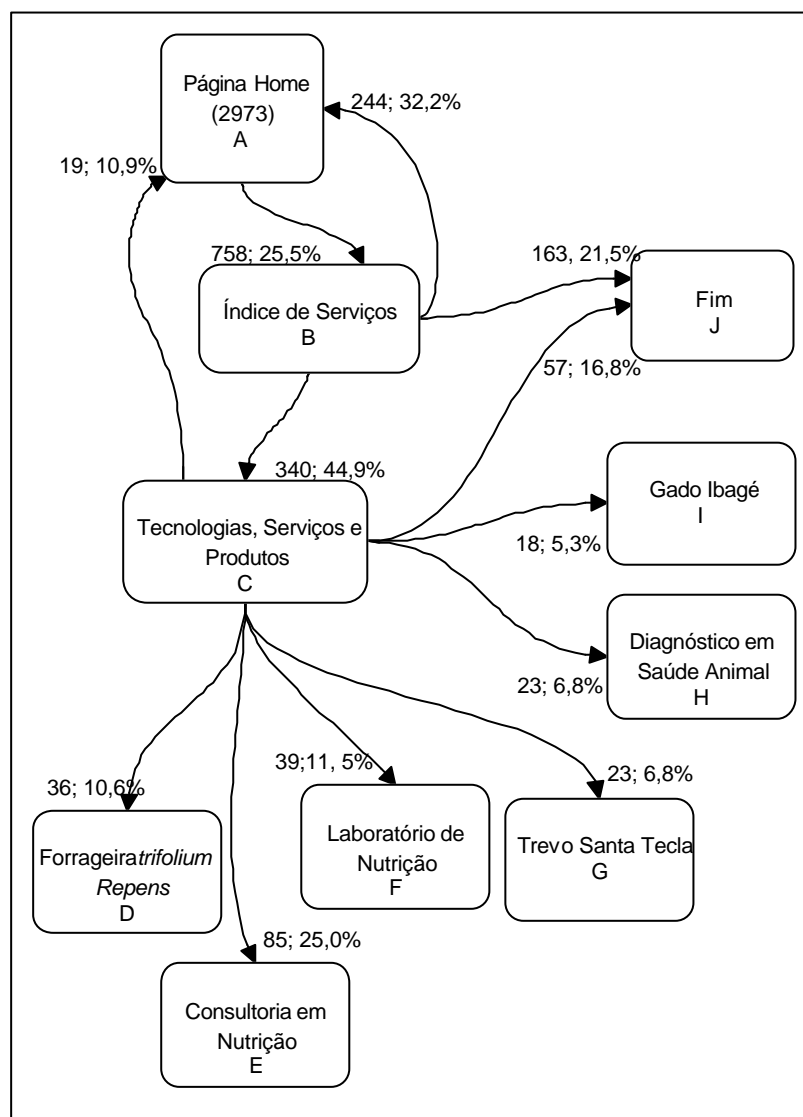 Página Home
(2973)
A
244; 32,2%
19; 10,9%
758; 25,5%
Índice de Serviços
B
163, 21,5%
Fim
J
57; 16,8%
340; 44,9%
Tecnologias, Serviços e
Produtos
C
Gado Ibagé
I
18; 5,3%
Diagnóstico em
Saúde Animal
H
23; 6,8%
36; 10,6%
Forrageira trifolium
Repens
D
39;11, 5%
Laboratório de
Nutrição
F
23; 6,8%
Trevo Santa Tecla
G
85; 25,0%
Consultoria em
Nutrição
E